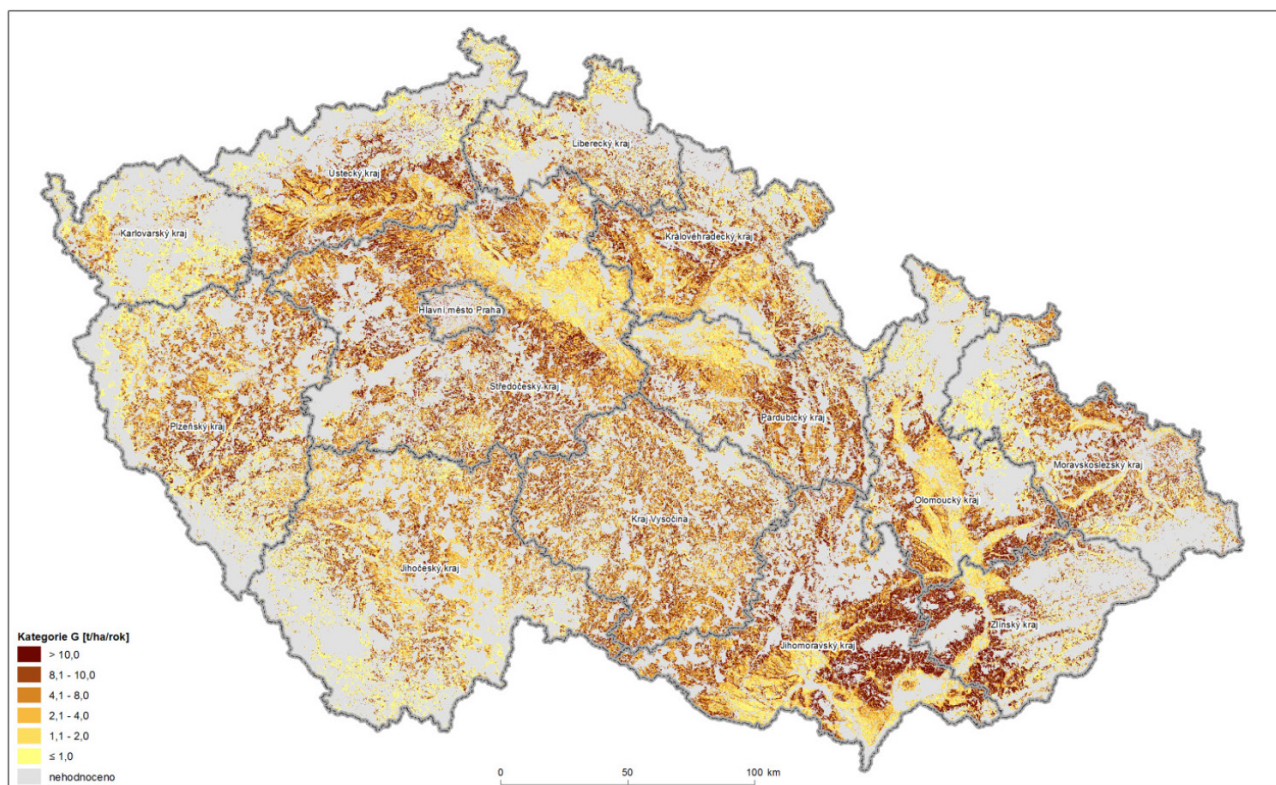 Liberecký kraj
Ústecký kraj
Karlovarský kraj
Královéhradecký kraj
Hlavní město Praha
Středočeský kraj
Pardubický kraj
Plzeňský kraj
Moravskoslezský kraj
Olomoucký kraj
Kraj Vysočina
Jihočeský kraj
Zlínský kraj
Jihomoravský kraj
Kategorie G [t/ha/rok]
> 10,0
8,1 - 10,0
4,1 - 8,0
2,1 - 4,0
1,1 - 2,0
≤ 1,0
nehodnoceno
0 50 100 km